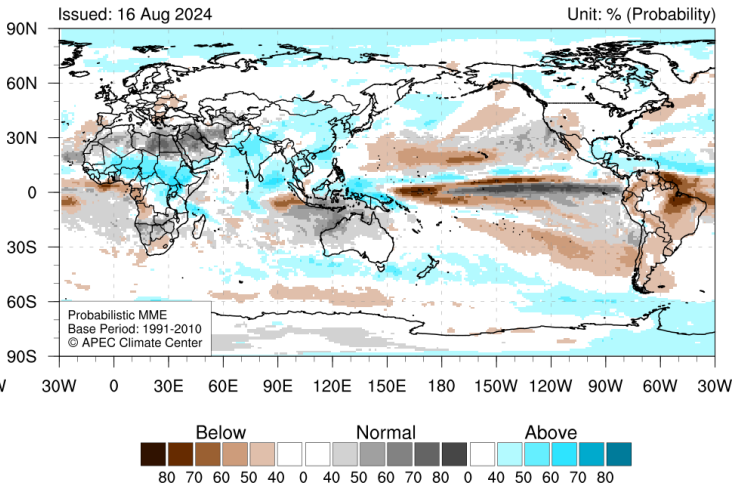 Issued: 16 Aug 2024 Unit: % (Probability)
90N
60N
30N
0
30S
60S
90S
Probabilistic MME
Base Period: 1991-2010
© APEC Climate Center
W 30W 0 30E 60E 90E 120E 150E 180 150W 120W 90W 60W 30W
Below Normal Above
80 70 60 50 40 0 40 50 60 70 80 0 40 50 60 70 80